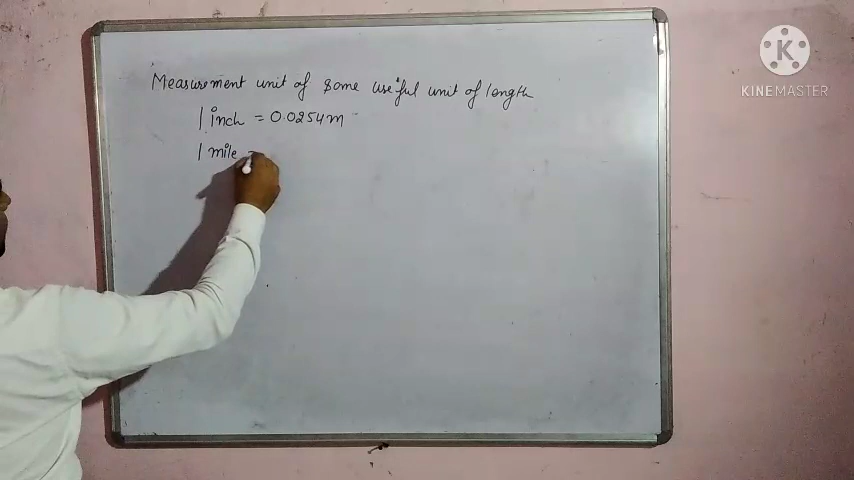 Measurement unit of some useful unit of length
1 inch = 0.0254m
1 mile =
K
KINEMASTER